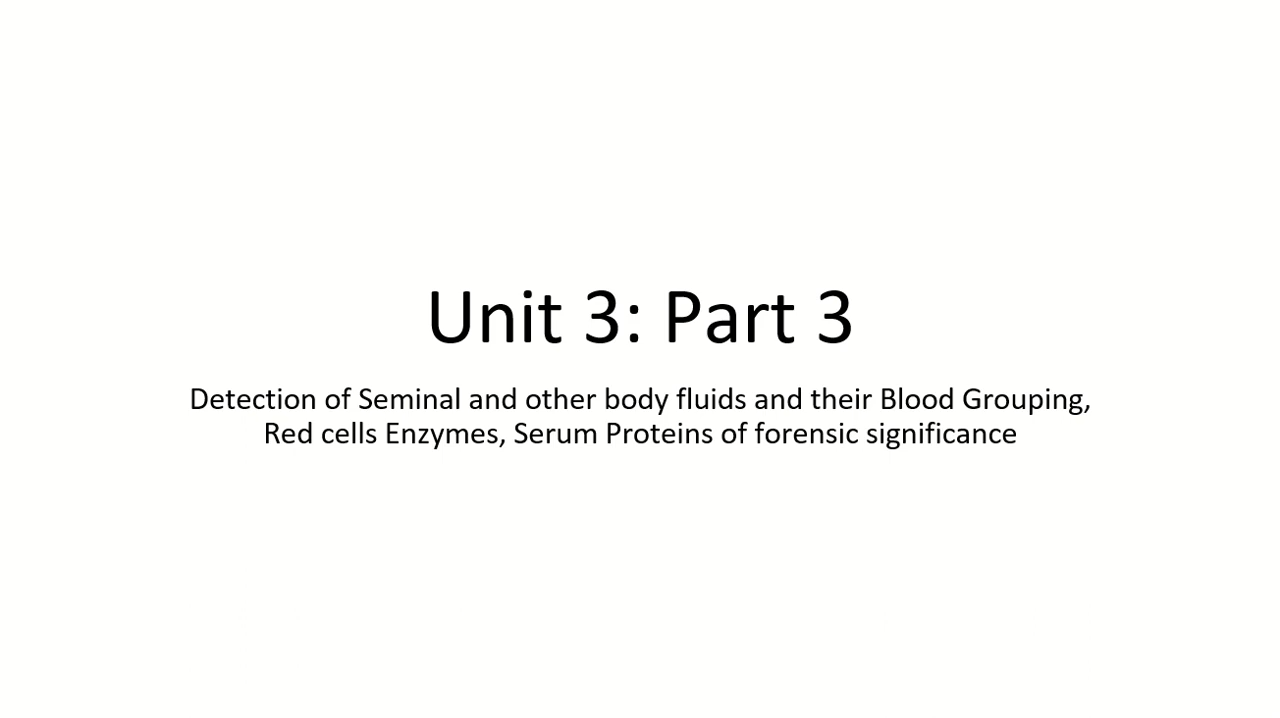 Unit 3: Part 3
Detection of Seminal and other body fluids and their Blood Grouping,
Red cells Enzymes, Serum Proteins of forensic significance